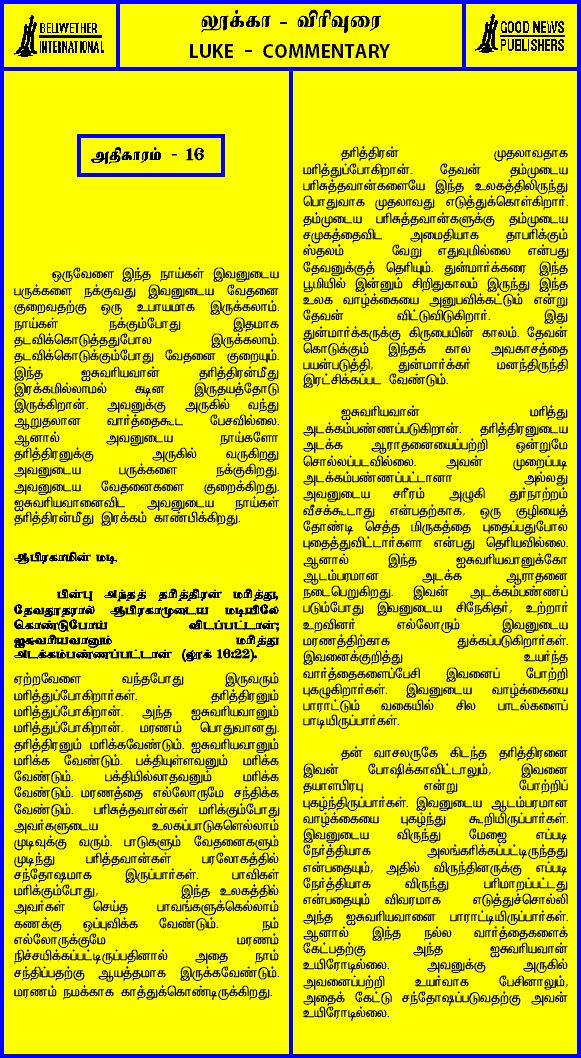 BELWETHER
INTERNATIONAL
லூக்கா - விரிவுரை
LUKE - COMMENTARY
GOOD NEWS
PUBLISHERS
அதிகாரம் - 16
ஒருவேளை இந்த நாய்கள் இவனுடைய
பருக்களை நக்குவது இவனுடைய வேதனை
குறைவதற்கு ஒரு உபாயமாக இருக்கலாம்.
நாய்கள் நக்கும்போது இதமாக
தடவிக்கொடுத்ததுபோல இருக்கலாம்.
தடவிக்கொடுக்கும்போது வேதனை குறையும்.
இந்த ஐசுவரியவான் தரித்திரன்மீது
இரக்கமில்லாமல் கடின இருதயத்தோடு
இருக்கிறான். அவனுக்கு அருகில் வந்து
ஆறுதலான வார்த்தைகூட பேசவில்லை.
ஆனால் அவனுடைய நாய்களோ
தரித்திரனுக்கு அருகில் வருகிறது
அவனுடைய பருக்களை நக்குகிறது.
அவனுடைய வேதனைகளை குறைக்கிறது.
ஐசுவரியவானைவிட அவனுடைய நாய்கள்
தரித்திரன்மீது இரக்கம் காண்பிக்கிறது.
ஆபிரகாமின் மடி
பின்பு அந்தத் தரித்திரன் மரித்து,
தேவதூதரால் ஆபிரகாமுடைய மடியிலே
கொண்டுபோய் விடப்பட்டான்;
ஐசுவரியவானும் மரித்து
அடக்கம்பண்ணப்பட்டான் (லூக் 16:22).
ஏற்றவேளை வந்தபோது இருவரும்
மரித்துப்போகிறார்கள். தரித்திரனும்
மரித்துப்போகிறான். அந்த ஐசுவரியவானும்
மரித்துப்போகிறான். மரணம் பொதுவானது.
தரித்திரனும் மரிக்கவேண்டும். ஐசுவரியவானும்
மரிக்க வேண்டும். பக்தியுள்ளவனும் மரிக்க
வேண்டும். பக்தியில்லாதவனும் மரிக்க
வேண்டும். மரணத்தை எல்லோருமே சந்திக்க
வேண்டும். பரிசுத்தவான்கள் மரிக்கும்போது
அவர்களுடைய உலகப்பாடுகளெல்லாம்
முடிவுக்கு வரும். பாடுகளும் வேதனைகளும்
முடிந்து பரித்தவான்கள் பரலோகத்தில்
சந்தோஷமாக இருப்பார்கள். பாவிகள்
மரிக்கும்போது, இந்த உலகத்தில்
அவர்கள் செய்த பாவங்களுக்கெல்லாம்
கணக்கு ஒப்புவிக்க வேண்டும். நம்
எல்லோருக்குமே மரணம்
நிச்சயிக்கப்பட்டிருப்பதினால் அதை நாம்
சந்திப்பதற்கு ஆயத்தமாக இருக்கவேண்டும்.
மரணம் நமக்காக காத்துக்கொண்டிருக்கிறது.
தரித்திரன் முதலாவதாக
மரித்துப்போகிறான். தேவன் தம்முடைய
பரிசுத்தவான்களையே இந்த உலகத்திலிருந்து
பொதுவாக முதலாவது எடுத்துக்கொள்கிறார்.
தம்முடைய பரிசுத்தவான்களுக்கு தம்முடைய
சமுகத்தைவிட அமைதியாக தாபரிக்கும்
ஸ்தலம் வேறு எதுவுமில்லை என்பது
தேவனுக்குத் தெரியும். துன்மார்க்கரை இந்த
பூமியில் இன்னும் சிறிதுகாலம் இருந்து இந்த
உலக வாழ்க்கையை அனுபவிக்கட்டும் என்று
தேவன் விட்டுவிடுகிறார். இது
துன்மார்க்கருக்கு கிருபையின் காலம். தேவன்
கொடுக்கும் இந்தக் கால அவகாசத்தை
பயன்படுத்தி, துன்மார்க்கர் மனந்திருந்தி
இரட்சிக்கப்பட வேண்டும்.
ஐசுவரியவான் மரித்து
அடக்கம்பண்ணப்படுகிறான். தரித்திரனுடைய
அடக்க ஆராதனையைப்பற்றி ஒன்றுமே
சொல்லப்படவில்லை. அவன் முறைப்படி
அடக்கம்பண்ணப்பட்டானா அல்லது
அவனுடைய சரீரம் அழுகி துர்நாற்றம்
வீசக்கூடாது என்பதற்காக, ஒரு குழியைத்
தோண்டி செத்த மிருகத்தை புதைப்பதுபோல
புதைத்துவிட்டார்களா என்பது தெரியவில்லை.
ஆனால் இந்த ஐசுவரியவானுக்கோ
ஆடம்பரமான அடக்க ஆராதனை
நடைபெறுகிறது. இவன் அடக்கம்பண்ணப்
படும்போது இவனுடைய சிநேகிதர், உற்றார்
உறவினர் எல்லோரும் இவனுடைய
மரணத்திற்காக துக்கப்படுகிறார்கள்.
இவனைக்குறித்து உயர்ந்த
வார்த்தைகளைப்பேசி இவனைப் போற்றி
புகழுகிறார்கள். இவனுடைய வாழ்க்கையை
பாராட்டும் வகையில் சில பாடல்களைப்
பாடியிருப்பார்கள்.
தன் வாசலருகே கிடந்த தரித்திரனை
இவன் போஷிக்காவிட்டாலும், இவனை
தயாளபிரபு என்று போற்றிப்
புகழ்ந்திருப்பார்கள். இவனுடைய ஆடம்பரமான
வாழ்க்கையை புகழ்ந்து கூறியிருப்பார்கள்.
இவனுடைய விருந்து மேஜை எப்படி
நேர்த்தியாக அலங்கரிக்கப்பட்டிருந்தது
என்பதையும், அதில் விருந்தினருக்கு எப்படி
நேர்த்தியாக விருந்து பரிமாறப்பட்டது
என்பதையும் விவரமாக எடுத்துச்சொல்லி
அந்த ஐசுவரியவானை பாராட்டியிருப்பார்கள்.
ஆனால் இந்த நல்ல வார்த்தைகளைக்
கேட்பதற்கு அந்த ஐசுவரியவான்
உயிரோடில்லை. அவனுக்கு அருகில்
அவனைப்பற்றி உயர்வாக பேசினாலும்,
அதைக் கேட்டு சந்தோஷப்படுவதற்கு அவன்
உயிரோடில்லை.